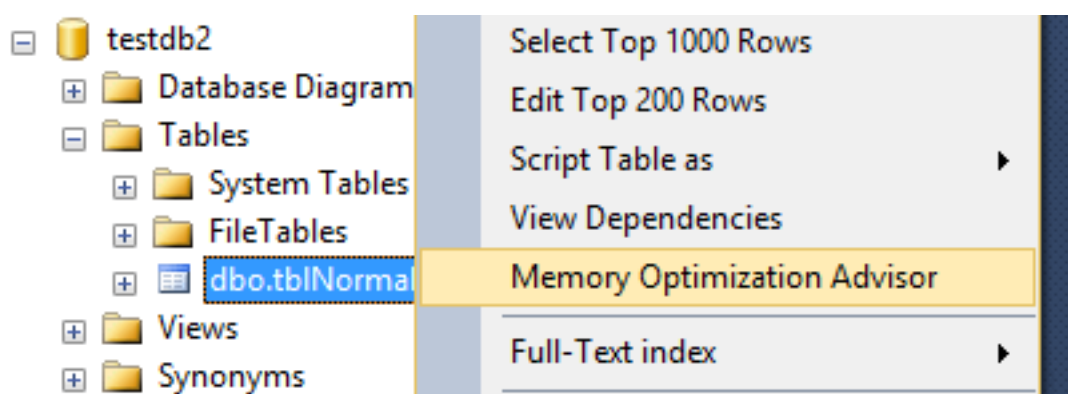 testdb2
Database Diagram
Tables
System Tables
FileTables
dbo.tblNormal
Views
Synonyms
Select Top 1000 Rows
Edit Top 200 Rows
Script Table as
View Dependencies
Memory Optimization Advisor
Full-Text index